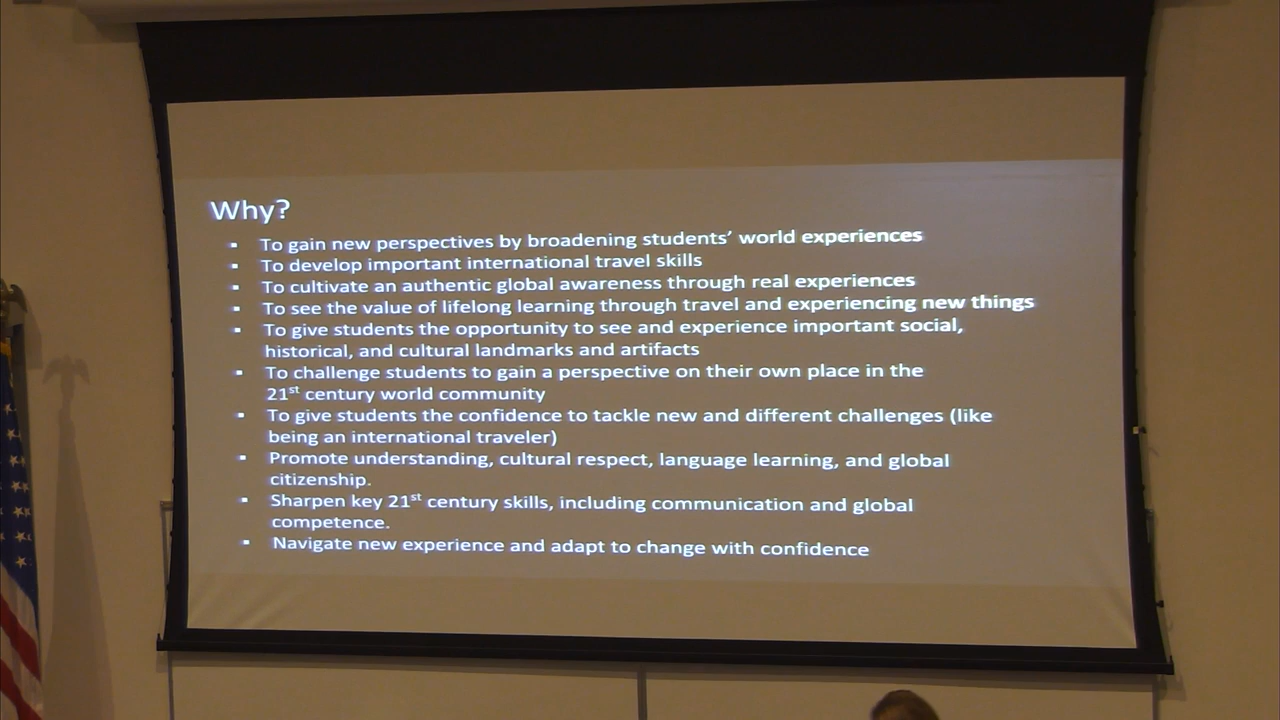 Why?
▪ To gain new perspectives by broadening students’ world experiences
▪ To develop important international travel skills
▪ To cultivate an authentic global awareness through real experiences
▪ To see the value of lifelong learning through travel and experiencing new things
▪ To give students the opportunity to see and experience important social,
historical, and cultural landmarks and artifacts
▪ To challenge students to gain a perspective on their own place in the
21st century world community
▪ To give students the confidence to tackle new and different challenges (like
being an international traveler)
▪ Promote understanding, cultural respect, language learning, and global
citizenship.
▪ Sharpen key 21st century skills, including communication and global
competence.
▪ Navigate new experience and adapt to change with confidence